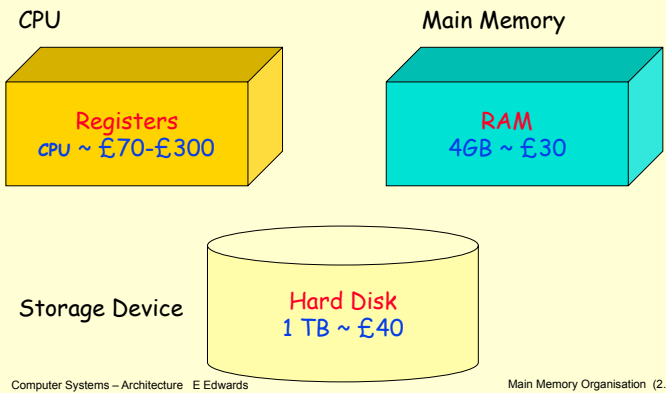 CPU
Main Memory
Registers
CPU ~ £70-£300
RAM
4GB ~ £30
Storage Device
Hard Disk
1 TB ~ £40
Computer Systems – Architecture E Edwards
Main Memory Organisation (2.